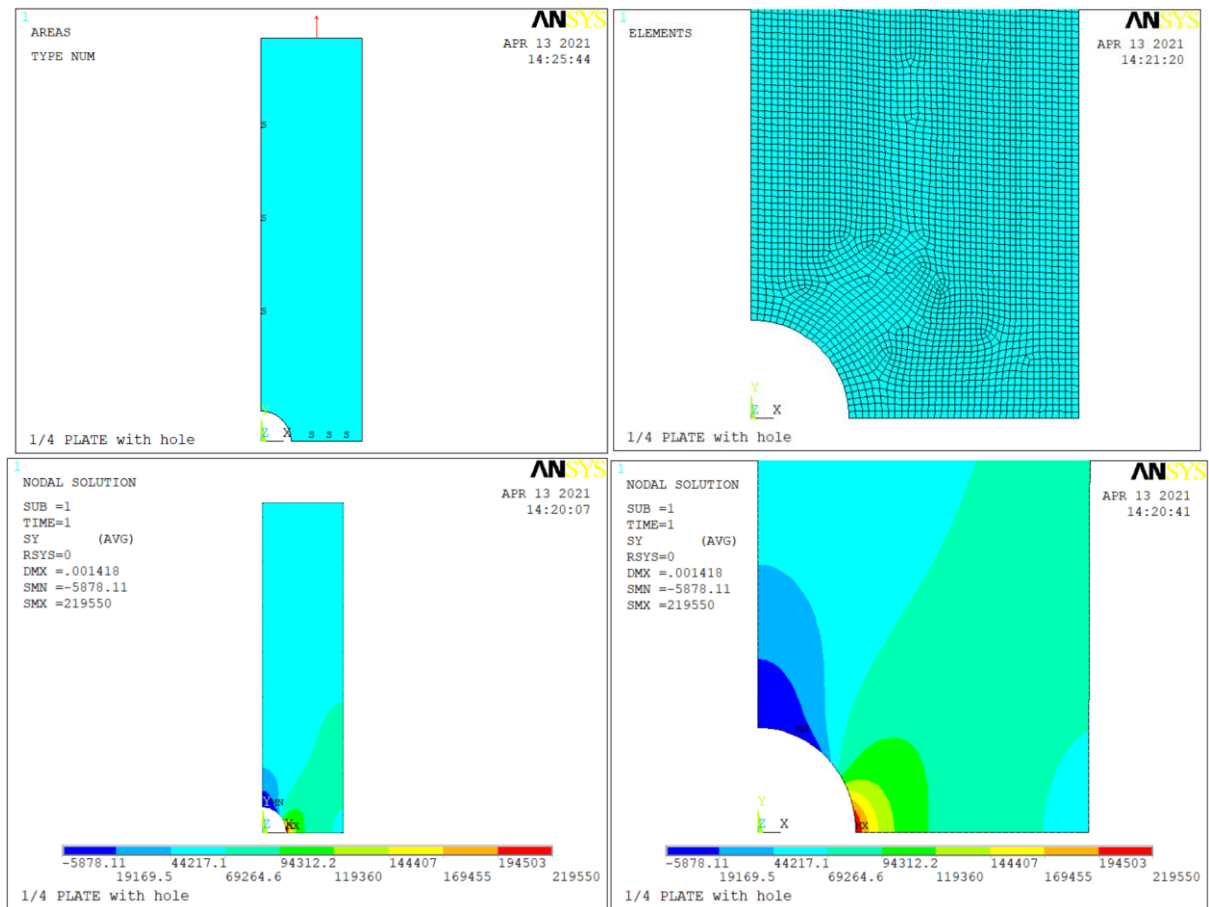 1
ANSYS
AREAS
TYPE NUM
APR 13 2021
14:25:44
S
S
S
Y
Z X S S S
1/4 PLATE with hole
1
ANSYS
ELEMENTS
APR 13 2021
14:21:20
Y
Z X
1/4 PLATE with hole
1
ANSYS
NODAL SOLUTION
APR 13 2021
14:20:07
SUB =1
TIME=1
SY (AVG)
RSYS=0
DMX =.001418
SMN =-5878.11
SMX =219550
Y MN
Z X MX
-5878.11 44217.1 94312.2 144407 194503
19169.5 69264.6 119360 169455 219550
1/4 PLATE with hole
1
ANSYS
NODAL SOLUTION
APR 13 2021
14:20:41
SUB =1
TIME=1
SY (AVG)
RSYS=0
DMX =.001418
SMN =-5878.11
SMX =219550
MN
Y
Z X MX
-5878.11 44217.1 94312.2 144407 194503
19169.5 69264.6 119360 169455 219550
1/4 PLATE with hole